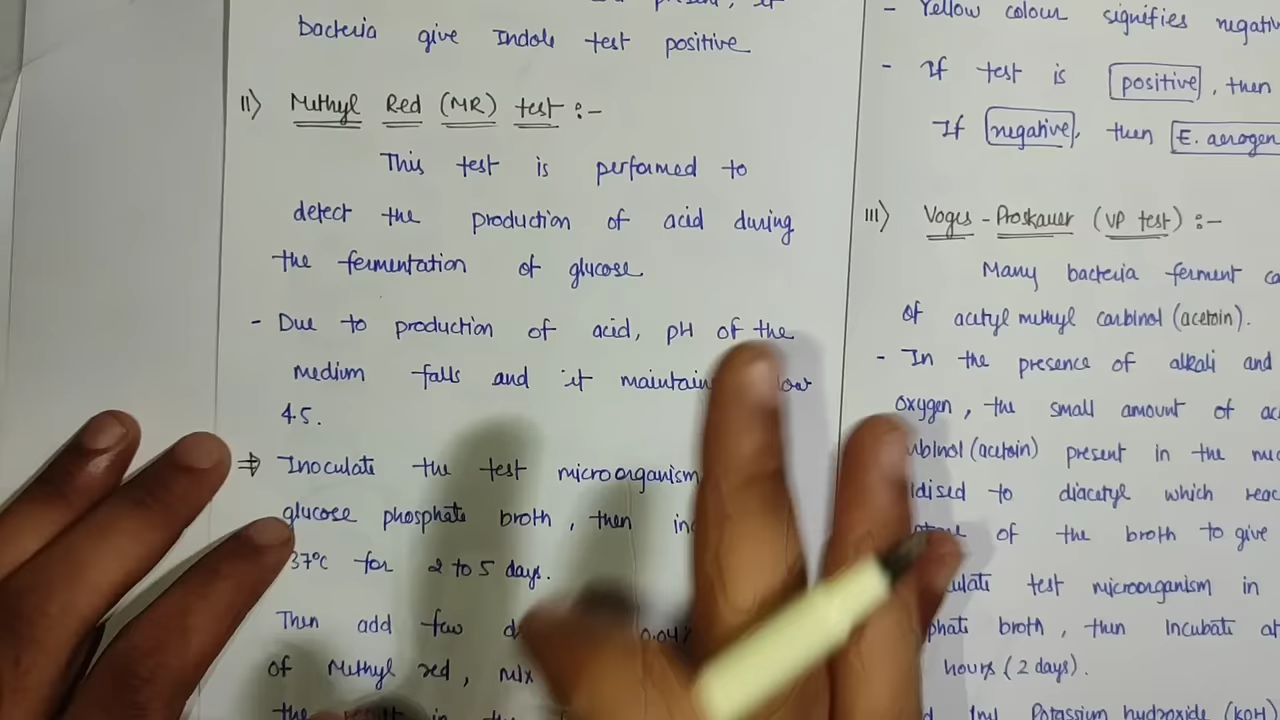 bacteria give Indole test positive
II) Methyl Red (MR) test :-
This test is performed to
detect the production of acid during
the fermentation of glucose
- Due to production of acid, pH of the
medium falls and it maintain
4.5.
⇒ Inoculate the test microorganism
glucose phosphate broth, then
37°C for 2 to 5 days.
Then add few 0.04%
of Methyl red, mix
the result in
- Yellow colour signifies
- If test is positive, then
If negative, then E. aerogen
III) Voges - Proskauer (VP test) :-
Many bacteria ferment
of acetyl methyl carbinol (acetoin).
- In the presence of alkali and
oxygen, the small amount of
(acetoin) present in the
to diacetyl which
of the broth to give
test microorganism in
broth, then incubate at
hours (2 days).
1ml Potassium hydroxide (KOH)